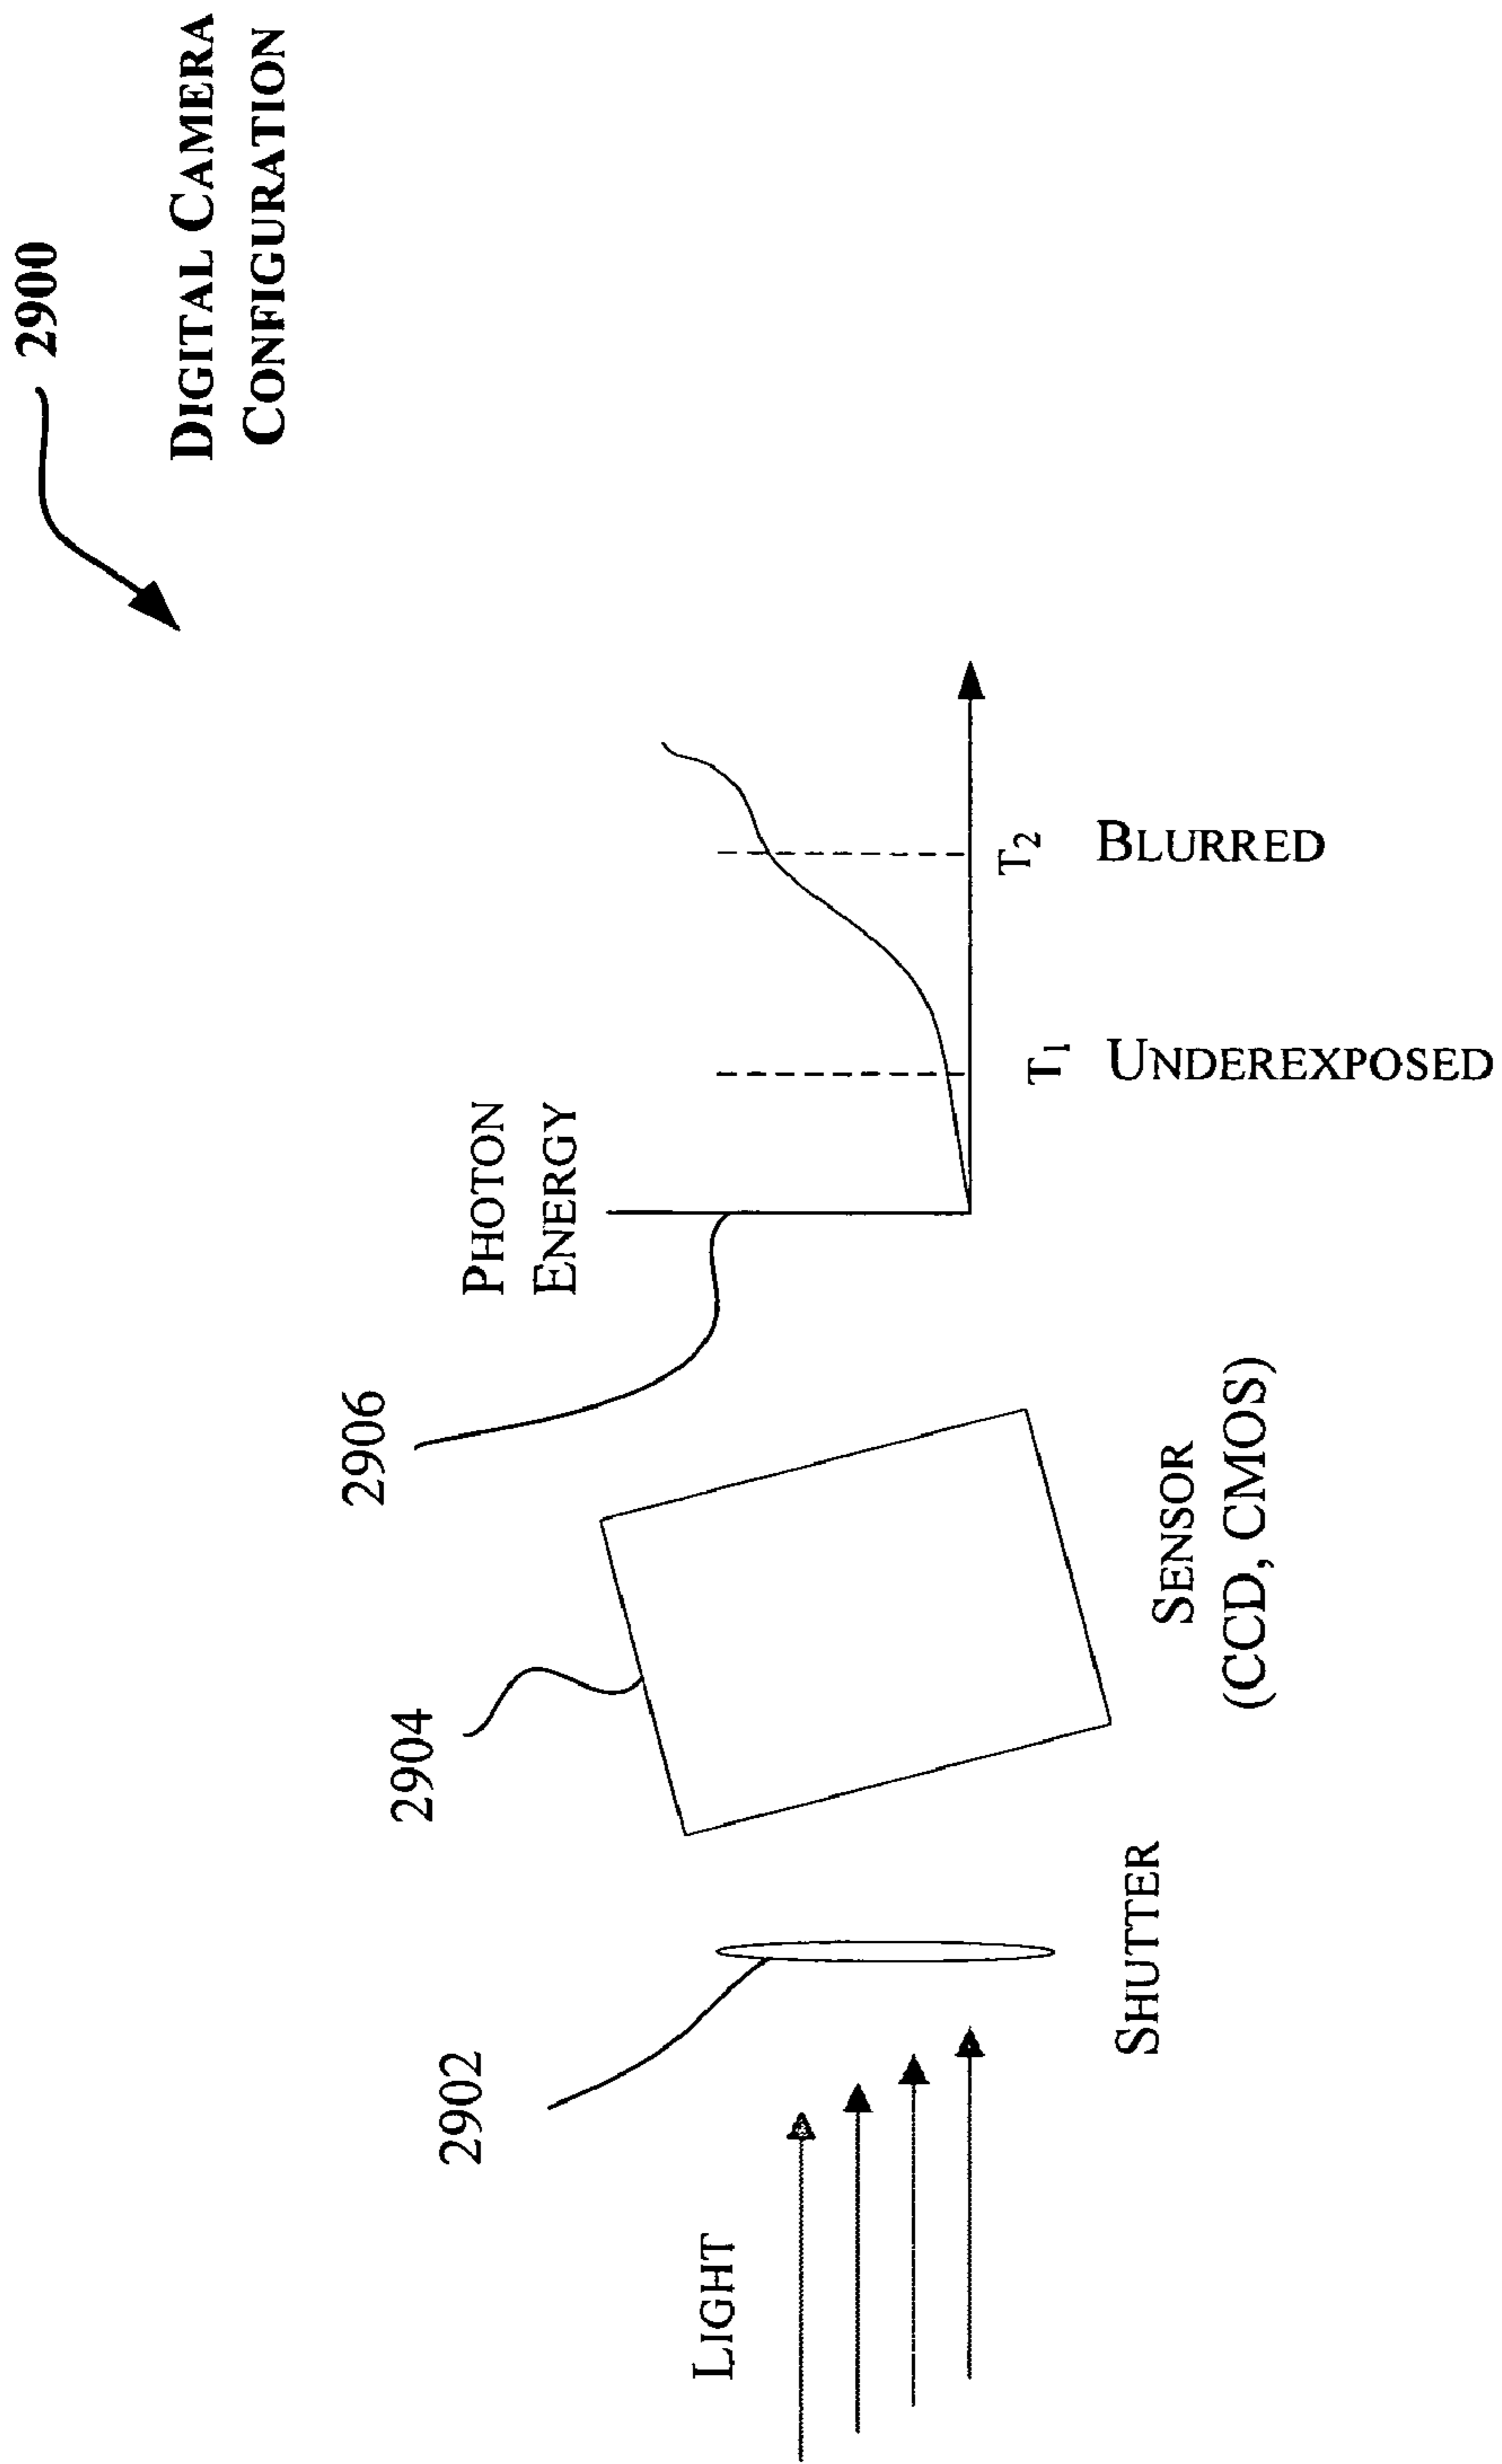 2900
DIGITAL CAMERA
CONFIGURATION
2902
2904
2906
PHOTON
ENERGY
LIGHT
SHUTTER
SENSOR
(CCD, CMOS)
T1
UNDEREXPOSED
T2
BLURRED